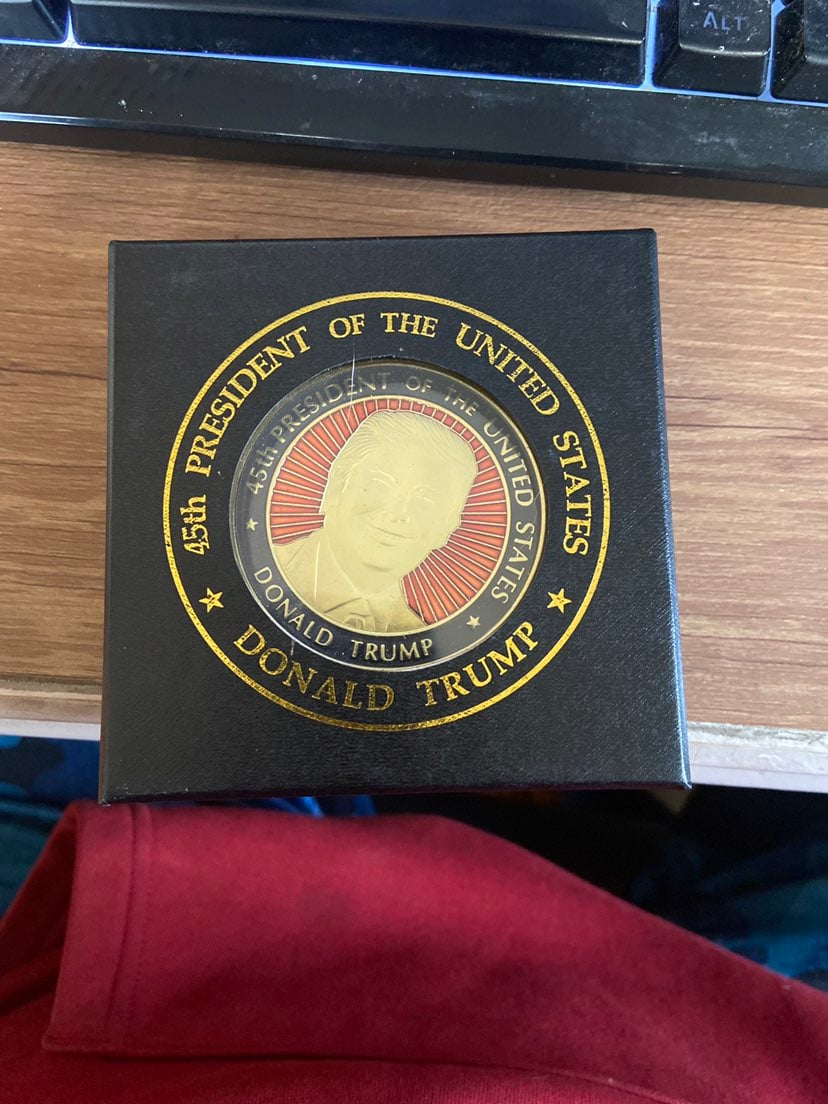 ALT
45th PRESIDENT OF THE UNITED STATES
DONALD TRUMP
45th PRESIDENT OF THE UNITED STATES
DONALD TRUMP